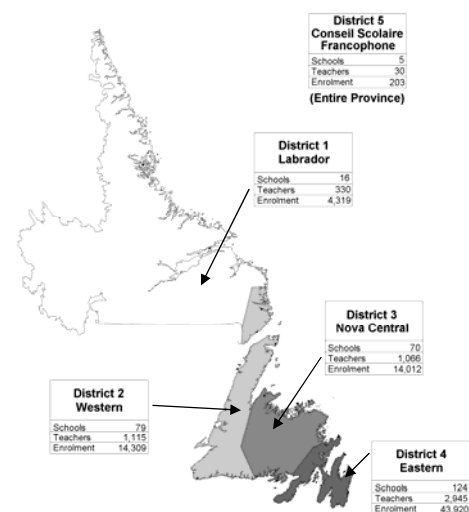 District 5
Conseil Scolaire
Francophone
Schools 5
Teachers 30
Enrolment 203
(Entire Province)
District 1
Labrador
Schools 16
Teachers 330
Enrolment 4,319
District 3
Nova Central
Schools 70
Teachers 1,066
Enrolment 14,012
District 2
Western
Schools 79
Teachers 1,115
Enrolment 14,309
District 4
Eastern
Schools 124
Teachers 2,945
Enrolment 43,920